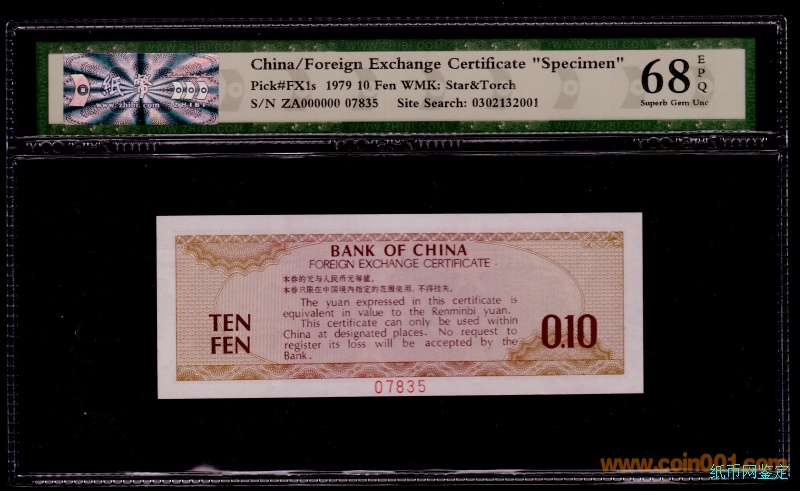 纸币
www.zhibi.com
ZHIBI
China/Foreign Exchange Certificate "Specimen"
Pick#FX1s 1979 10 Fen WMK: Star&Torch
S/N ZA000000 07835 Site Search: 0302132001
68 EPQ
Superb Gem Unc
BANK OF CHINA
FOREIGN EXCHANGE CERTIFICATE
本券的元与人民币元等值。
本券只限在中国境内指定的范围使用，不得挂失。
The yuan expressed in this certificate is
equivalent in value to the Renminbi yuan.
This certificate can only be used within
China at designated places. No request to
register its loss will be accepted by the
Bank.
TEN
FEN
0.10
07835
www.coin001.com
纸币网鉴定